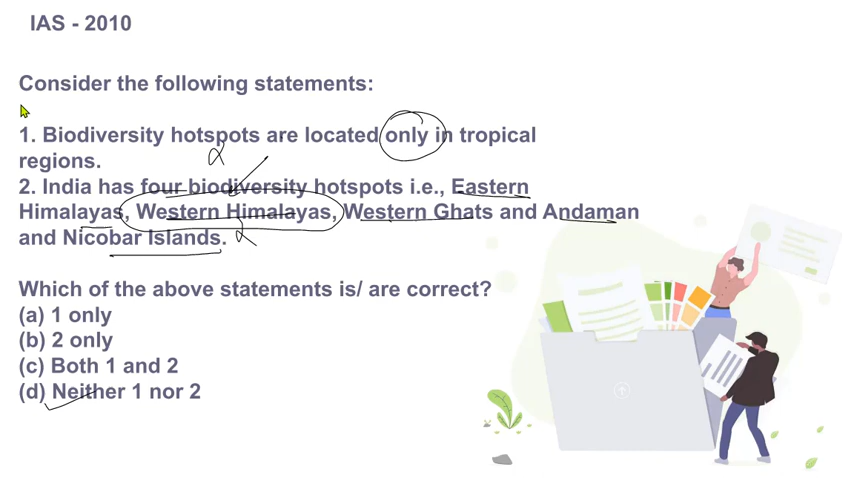 IAS - 2010
Consider the following statements:
1. Biodiversity hotspots are located only in tropical
regions.
2. India has four biodiversity hotspots i.e., Eastern
Himalayas, Western Himalayas, Western Ghats and Andaman
and Nicobar Islands.
Which of the above statements is/ are correct?
(a) 1 only
(b) 2 only
(c) Both 1 and 2
(d) Neither 1 nor 2